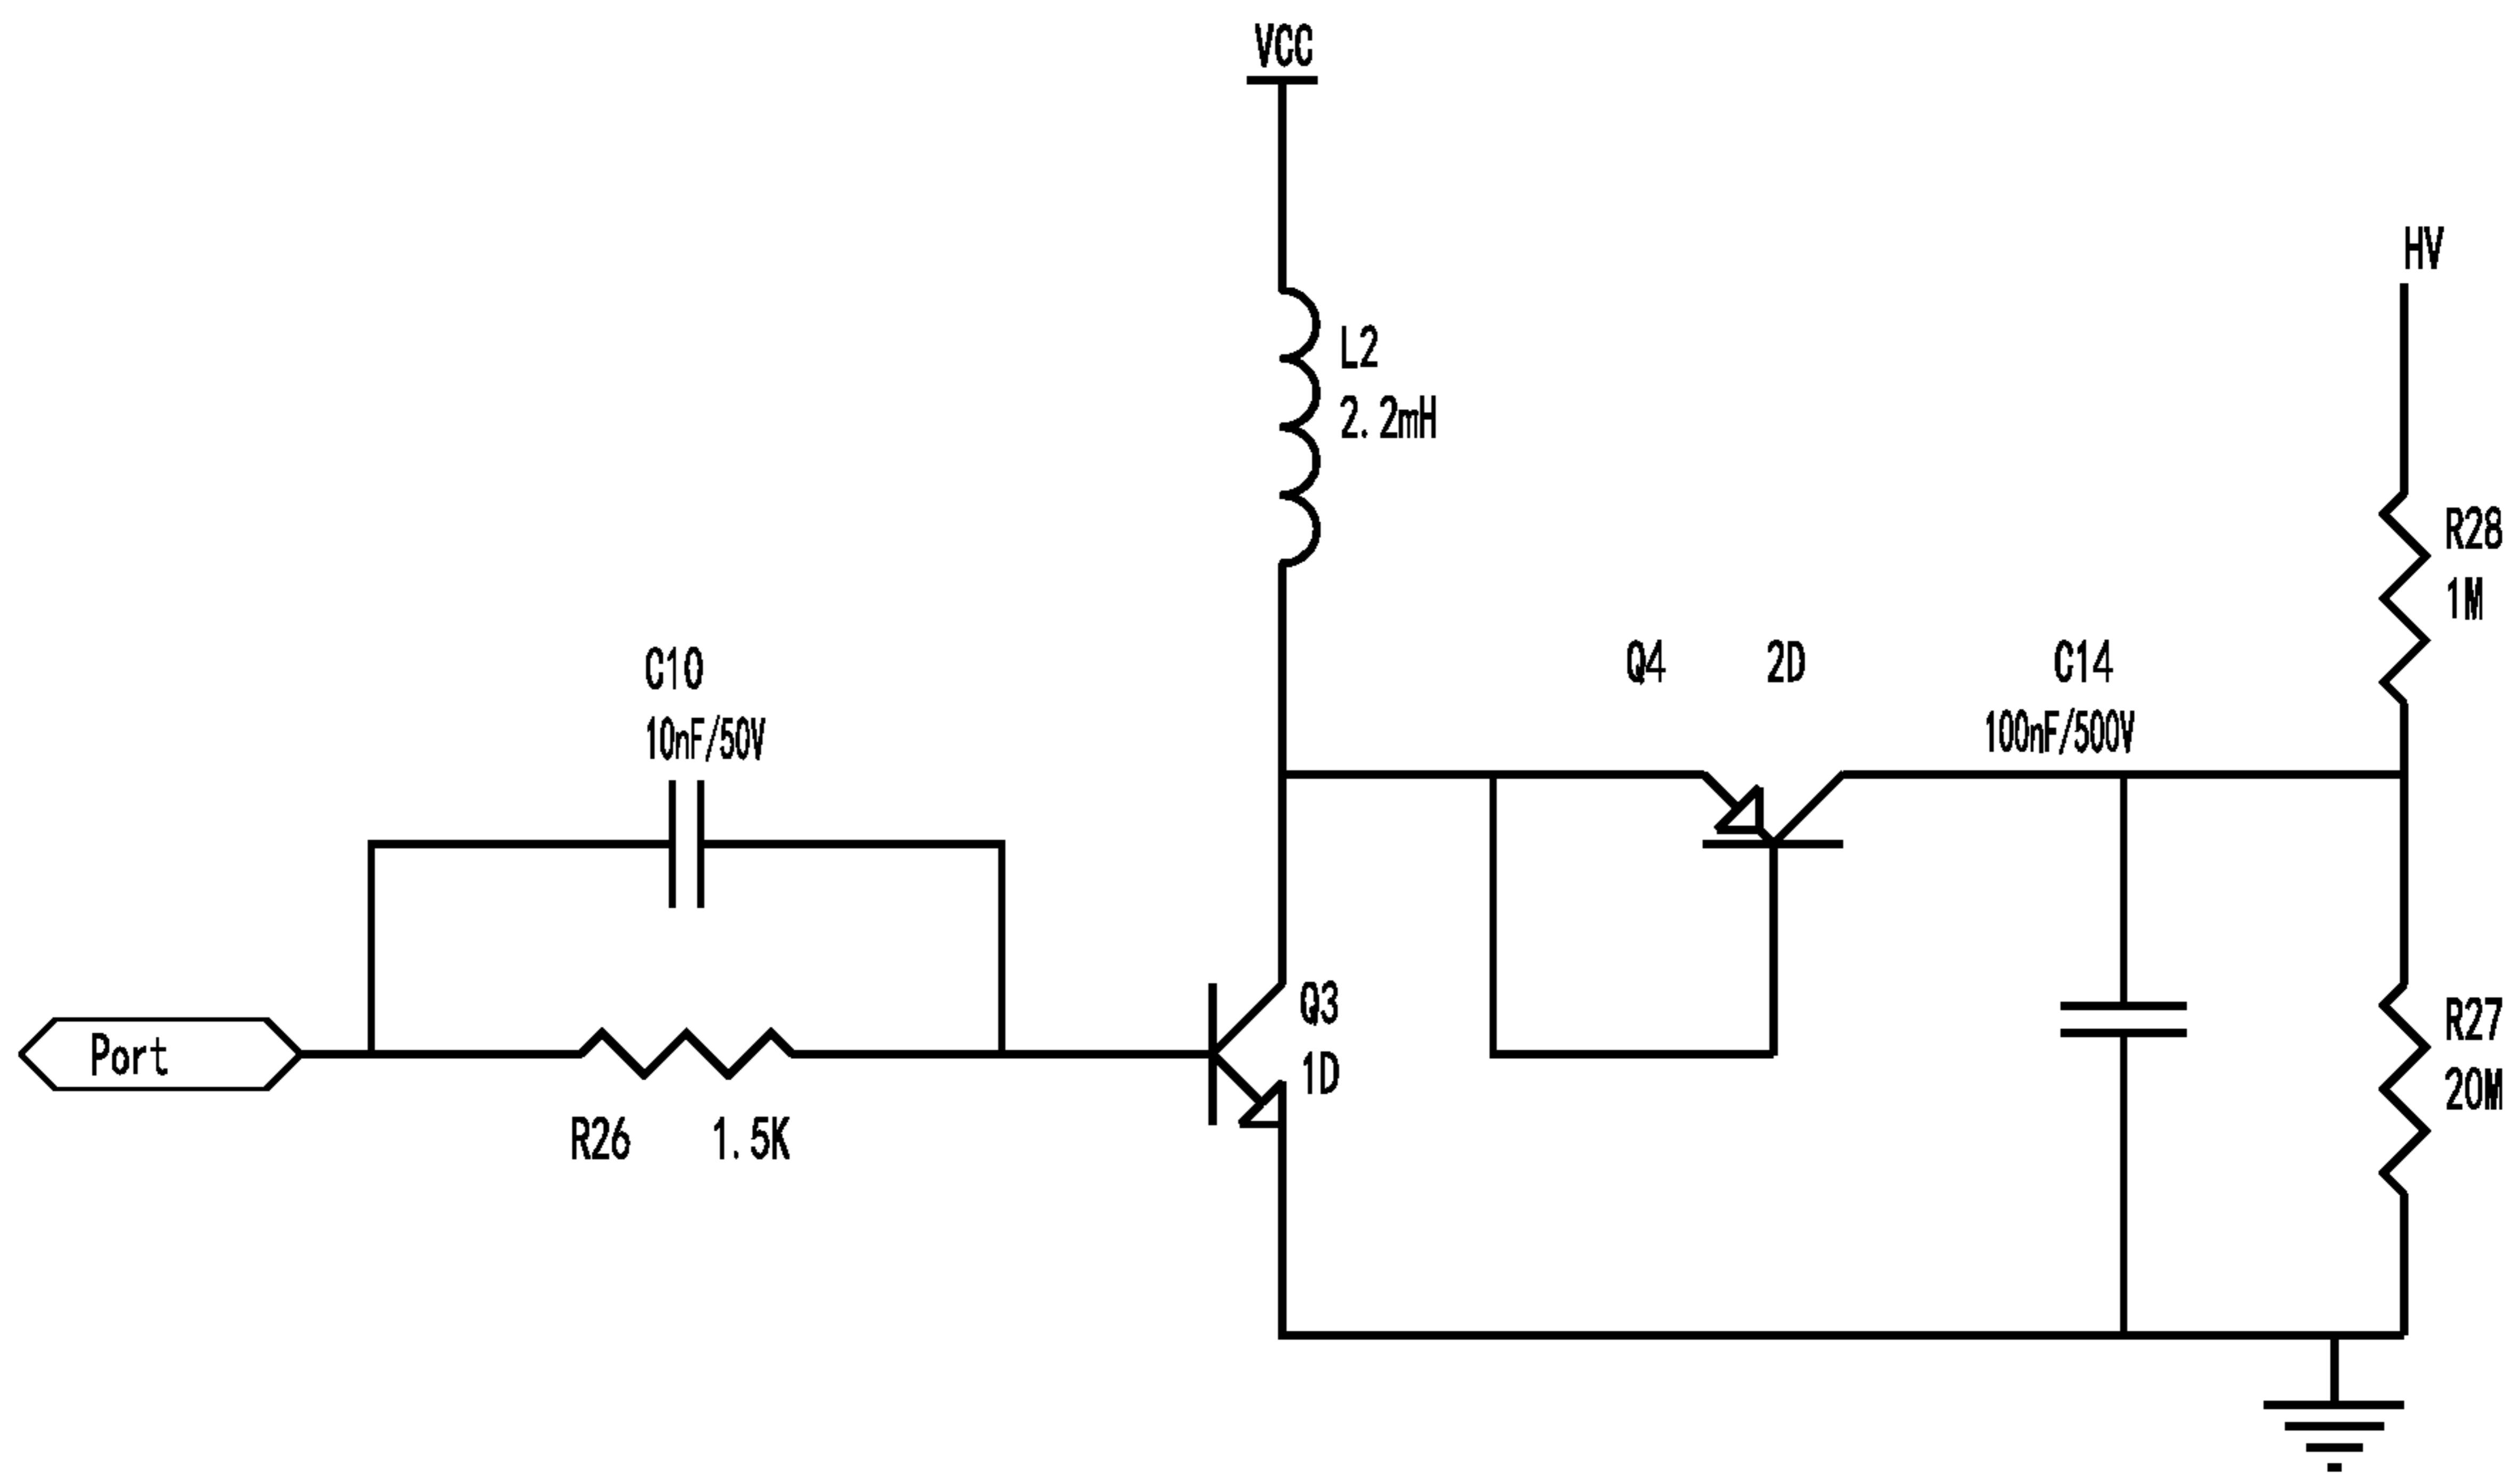 VCC
HV
L2
2.2mH
R28
1M
C10
10nF/50V
Q4 2D
C14
100nF/500V
Port
R26 1.5K
Q3
1D
R27
20M